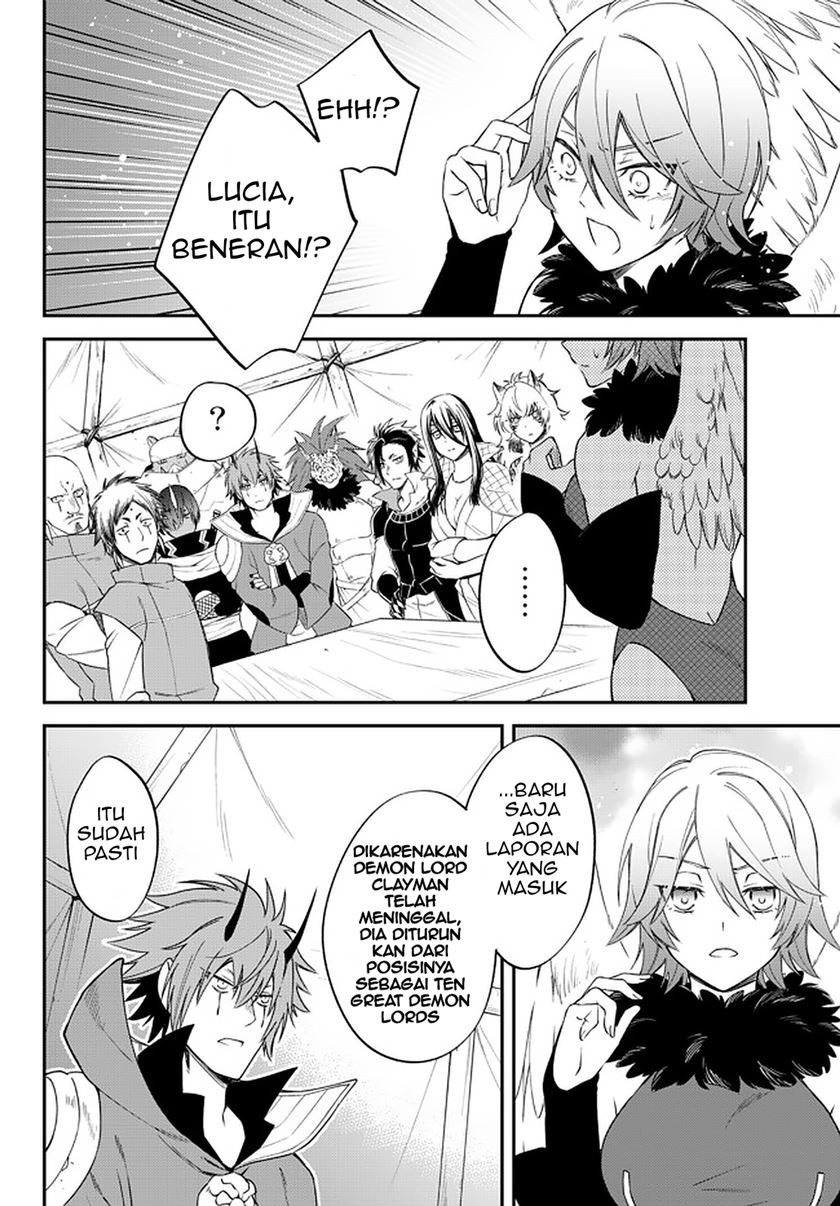 EHH!?
LUCIA,
ITU
BENERAN!?
?
......
...BARU
SAJA
ADA
LAPORAN
YANG
MASUK
DIKARENAKAN
DEMON LORD
CLAYMAN
TELAH
MENINGGAL,
DIA DITURUN
KAN DARI
POSISINYA
SEBAGAI TEN
GREAT DEMON
LORDS
ITU
SUDAH
PASTI